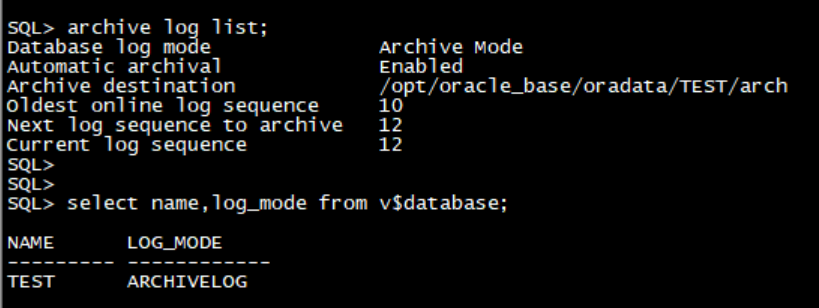 SQL> archive log list;
Database log mode              Archive Mode
Automatic archival             Enabled
Archive destination            /opt/oracle_base/oradata/TEST/arch
Oldest online log sequence     10
Next log sequence to archive   12
Current log sequence           12
SQL>
SQL>
SQL> select name,log_mode from v$database;
NAME      LOG_MODE
--------- ------------
TEST      ARCHIVELOG